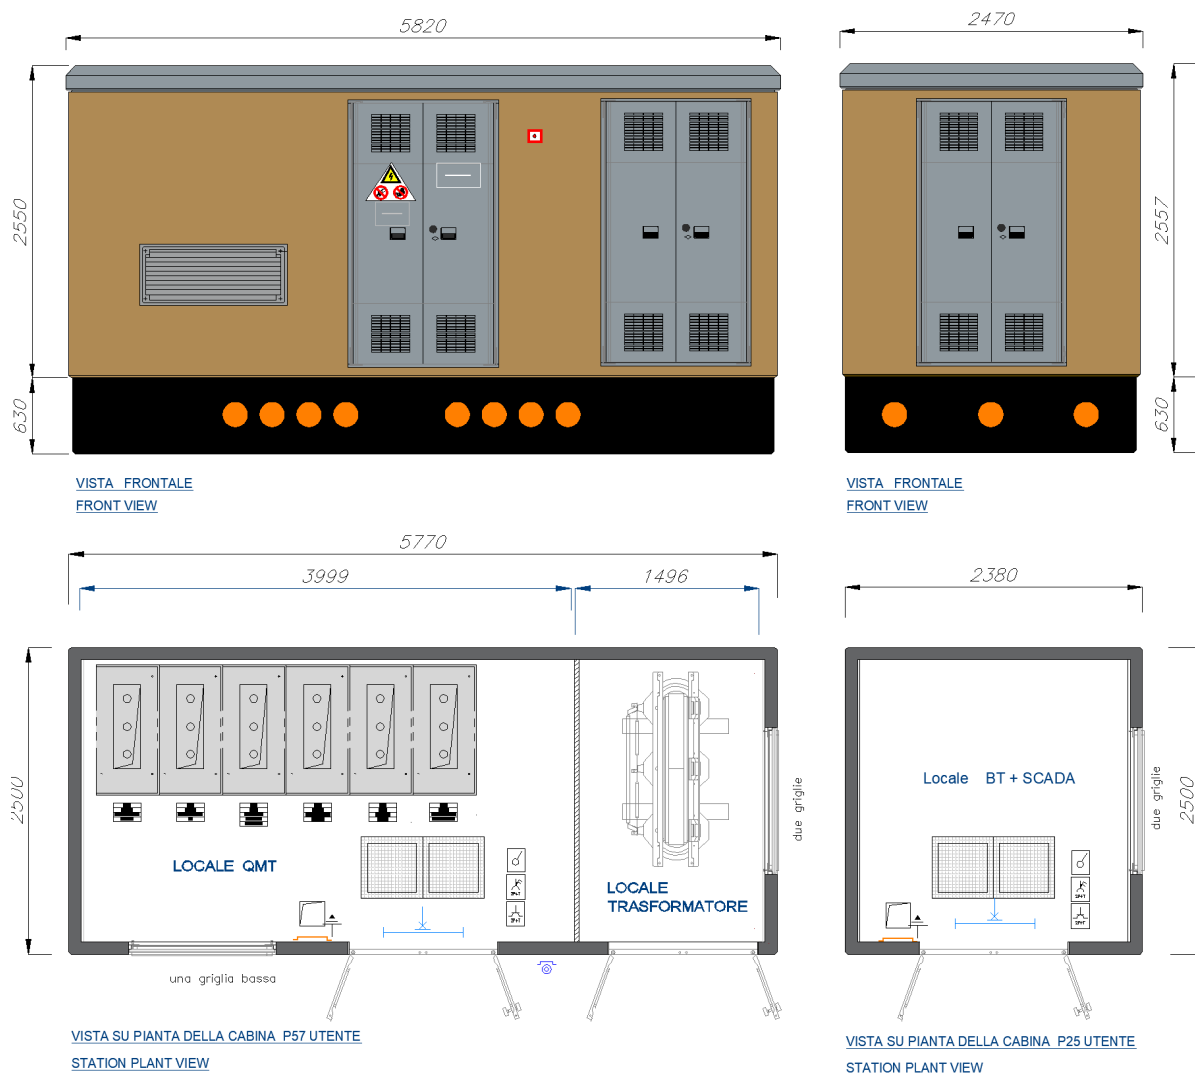 5820
2470
2550
2557
630
630
VISTA FRONTALE
FRONT VIEW
VISTA FRONTALE
FRONT VIEW
5770
3999
1496
2380
2500
2500
Locale BT + SCADA
due griglie
due griglie
LOCALE QMT
LOCALE
TRASFORMATORE
una griglia bassa
VISTA SU PIANTA DELLA CABINA P57 UTENTE
STATION PLANT VIEW
VISTA SU PIANTA DELLA CABINA P25 UTENTE
STATION PLANT VIEW